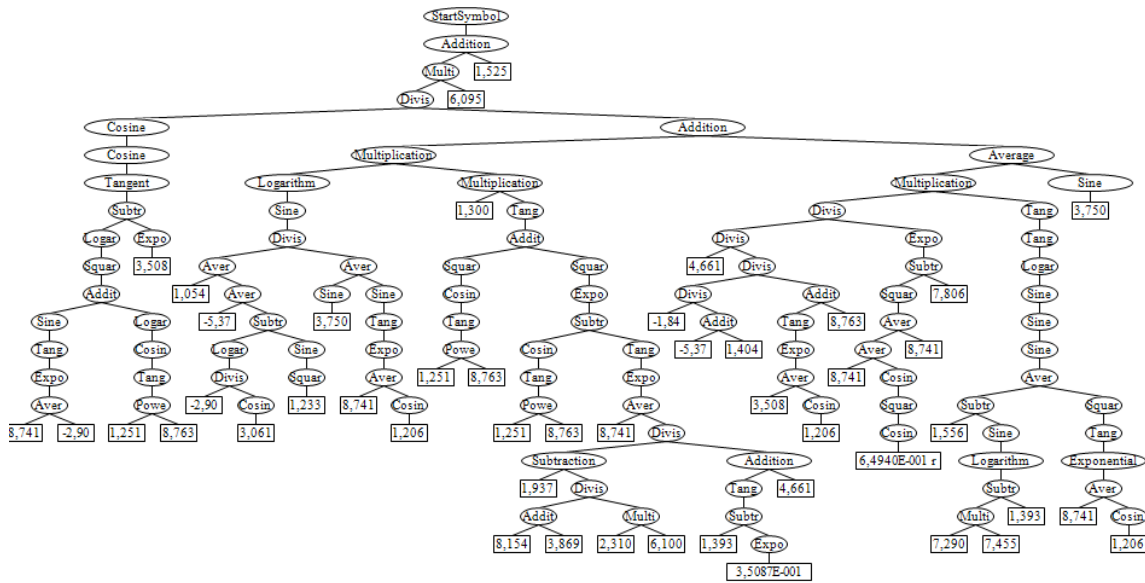 StartSymbol
Addition
Multi 1,525
Divis 6,095
Cosine Addition
Cosine Multiplication Average
Tangent Logarithm Multiplication Multiplication Sine
Subtr Sine 1,300 Tang Divis Tang 3,750
Logar Expo Divis Addit Divis Expo Tang
Squar 3,508 Aver Aver Squar Squar 4,661 Divis Subtr Logar
Addit 1,054 Aver Sine Sine Cosin Expo Divis Addit Squar 7,806 Sine
Sine Logar -5,37 Subtr 3,750 Tang Tang Subtr -1,84 Addit Tang 8,763 Aver Sine
Tang Cosin Logar Sine Expo Powe Cosin Tang -5,37 1,404 Expo Aver 8,741 Sine
Expo Tang Divis Squar Aver 1,251 8,763 Tang Expo Aver 8,741 Cosin Aver
Aver Powe -2,90 Cosin 1,233 8,741 Cosin Powe Aver 3,508 Cosin Squar Subtr Squar
8,741 -2,90 1,251 8,763 3,061 1,206 1,251 8,763 8,741 Divis 1,206 Cosin 1,556 Sine Tang
Subtraction Addition 6,4940E-001 r Logarithm Exponential
1,937 Divis Tang 4,661 Subtr Aver
Addit Multi Subtr Multi 1,393 8,741 Cosin
8,154 3,869 2,310 6,100 1,393 Expo 7,290 7,455 1,206
3,5087E-001